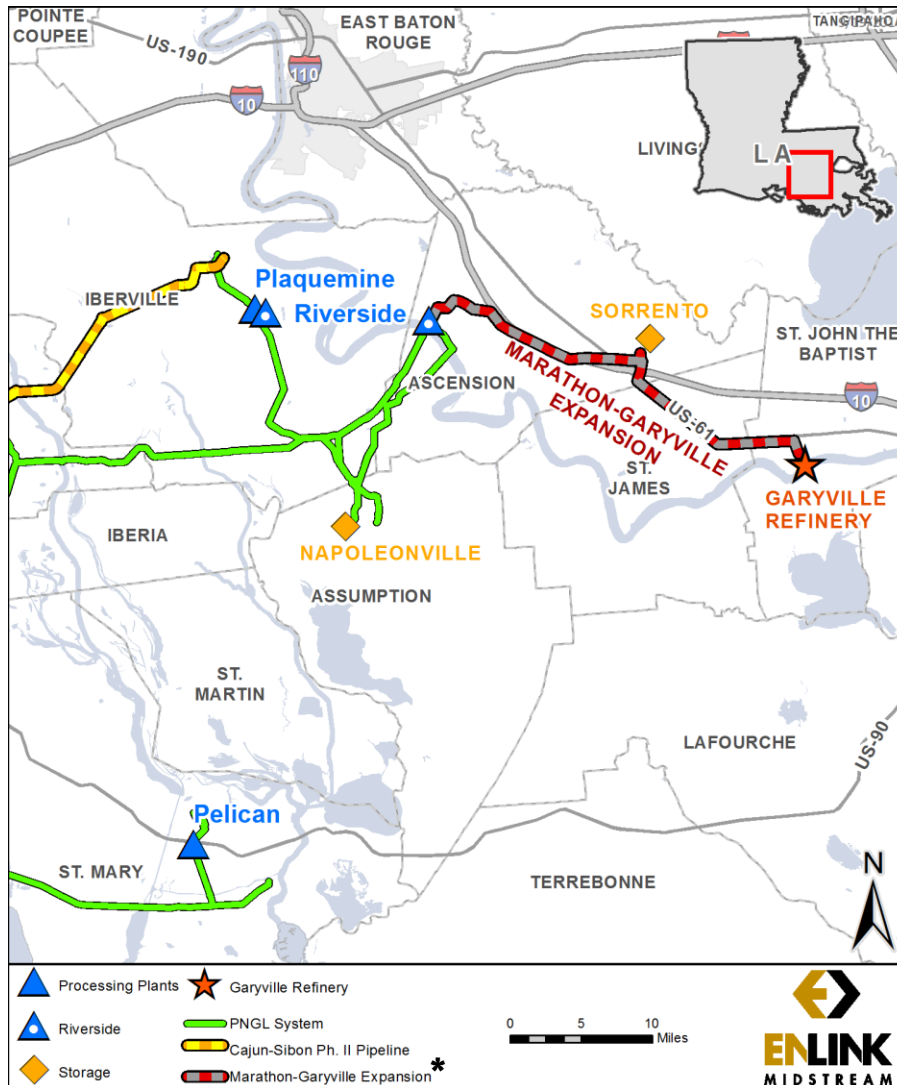 POINTE
COUPEE
US-190
EAST BATON
ROUGE
TANGIPAHOA
110
10
LIVING
LA
Plaquemine
Riverside
IBERVILLE
SORRENTO
ST. JOHN THE
BAPTIST
ASCENSION
MARATHON-GARYVILLE
EXPANSION
US-61
10
ST.
JAMES
GARYVILLE
REFINERY
IBERIA
NAPOLEONVILLE
ASSUMPTION
ST.
MARTIN
LAFOURCHE
US-90
Pelican
ST. MARY
TERREBONNE
N
Processing Plants
Garyville Refinery
Riverside
PNGL System
Cajun-Sibon Ph. II Pipeline
Storage
Marathon-Garyville Expansion*
0 5 10
Miles
ENLINK
MIDSTREAM